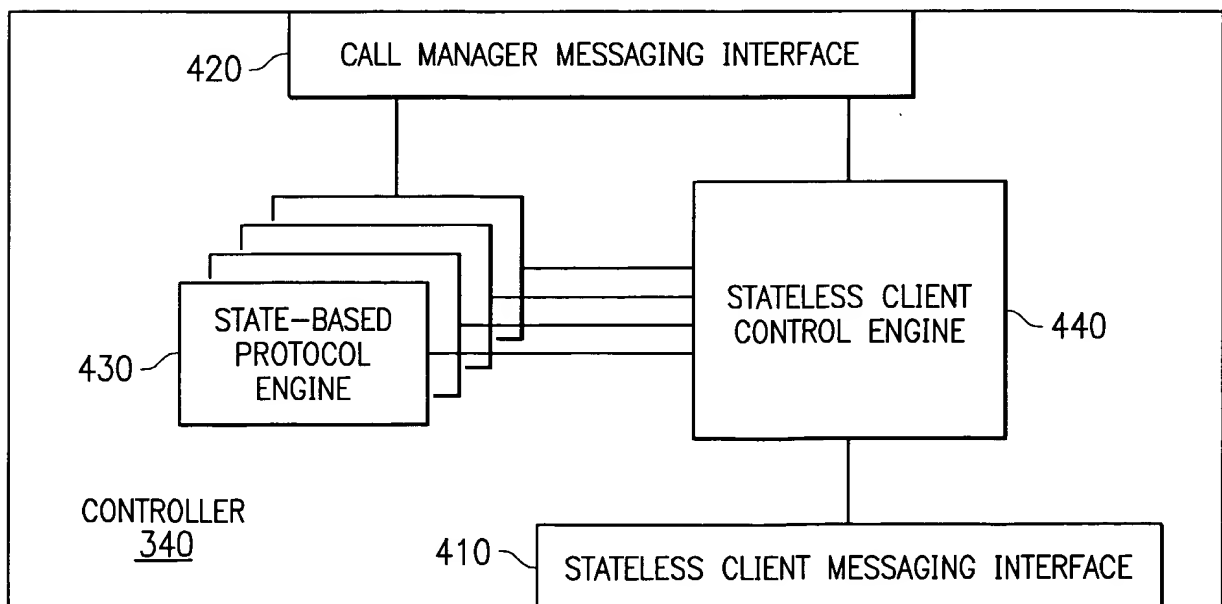 420
CALL MANAGER MESSAGING INTERFACE
STATE-BASED
PROTOCOL
ENGINE
430
STATELESS CLIENT
CONTROL ENGINE
440
CONTROLLER
340
410
STATELESS CLIENT MESSAGING INTERFACE